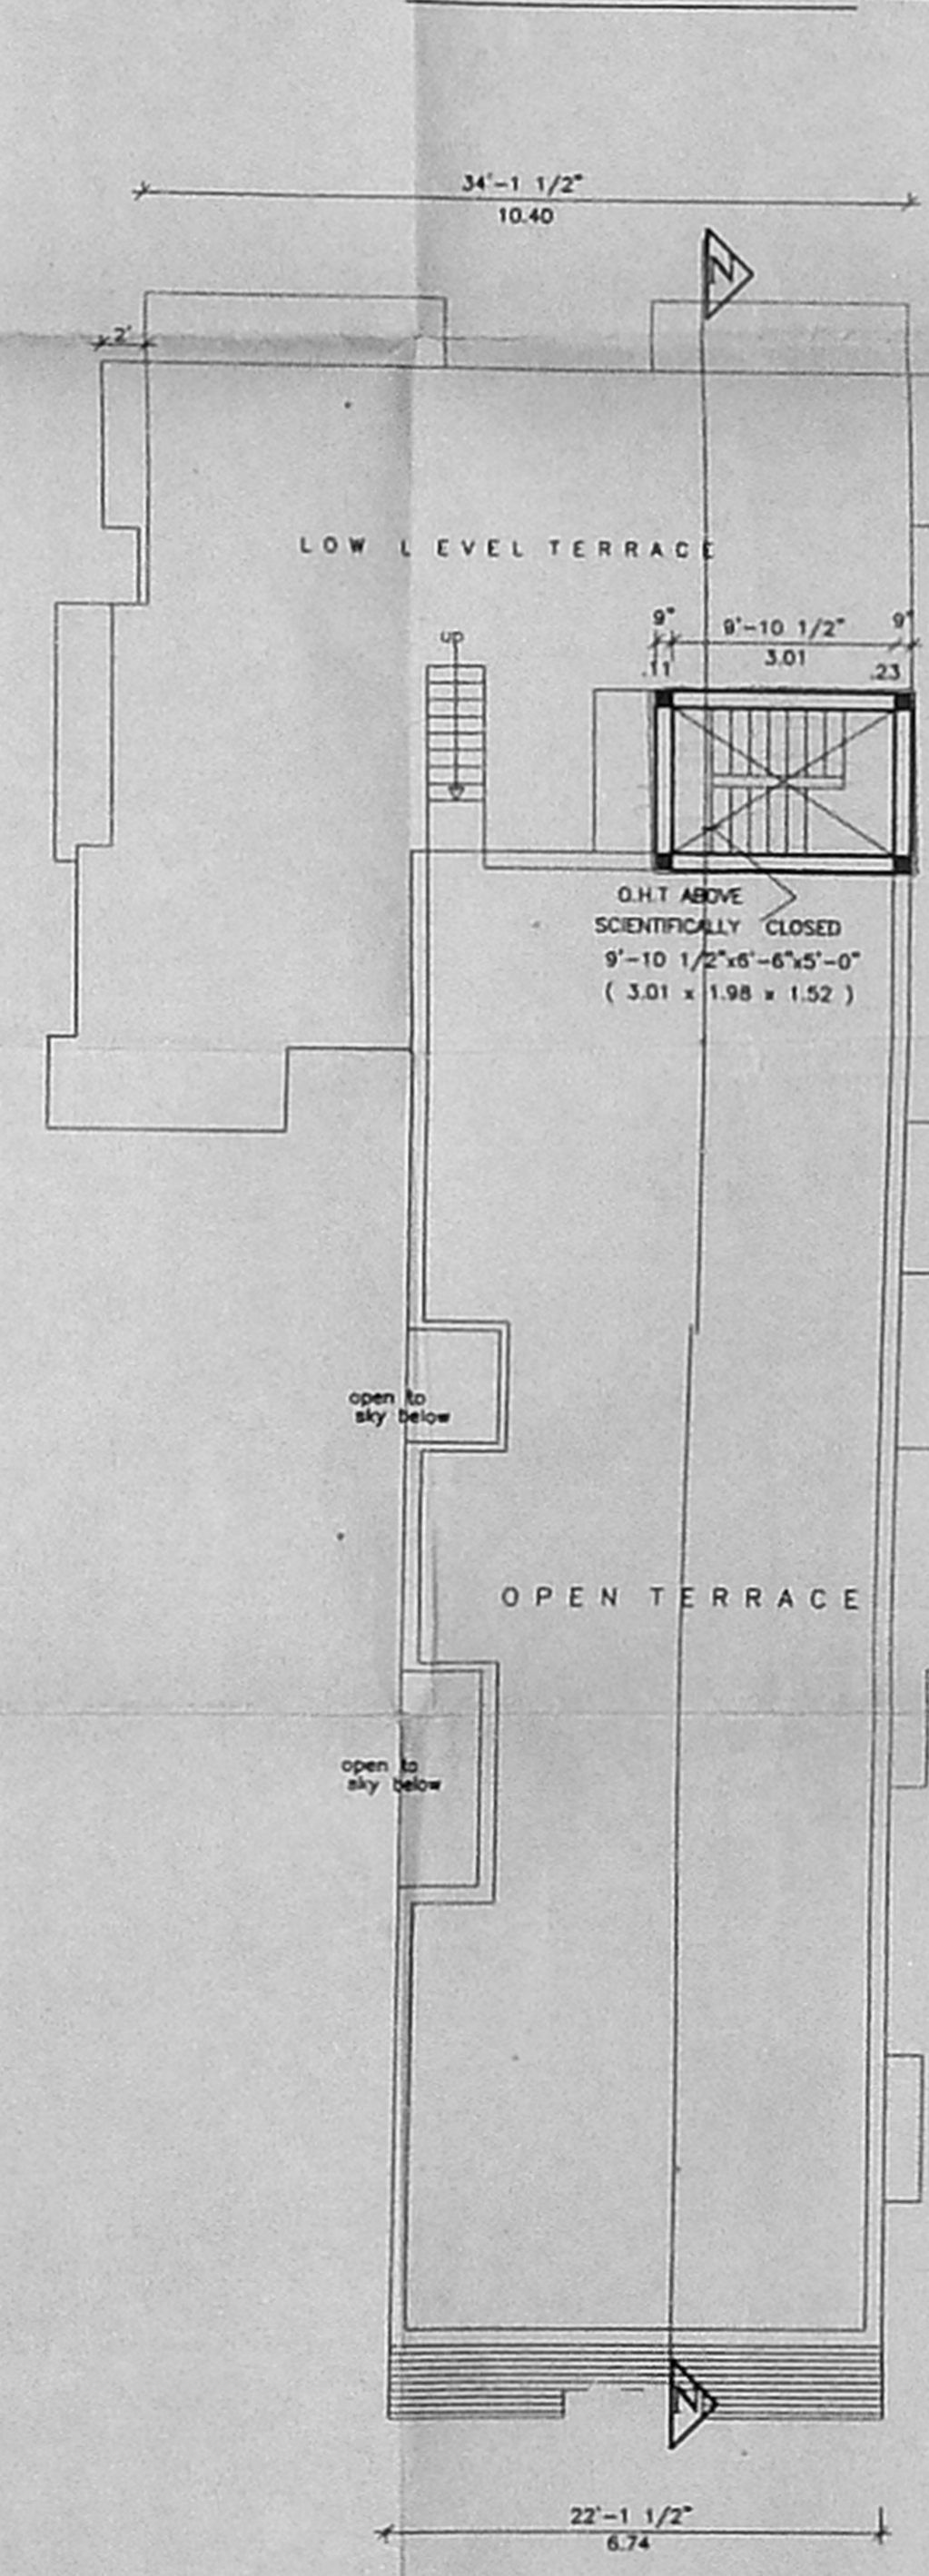 34'-1 1/2"
10.40
N
2'
LOW LEVEL TERRACE
up
9" 9'-10 1/2" 9"
.11 3.01 .23
O.H.T ABOVE
SCIENTIFICALLY CLOSED
9'-10 1/2"x6'-6"x5'-0"
( 3.01 x 1.98 x 1.52 )
open to
sky below
OPEN TERRACE
open to
sky below
N
22'-1 1/2"
6.74